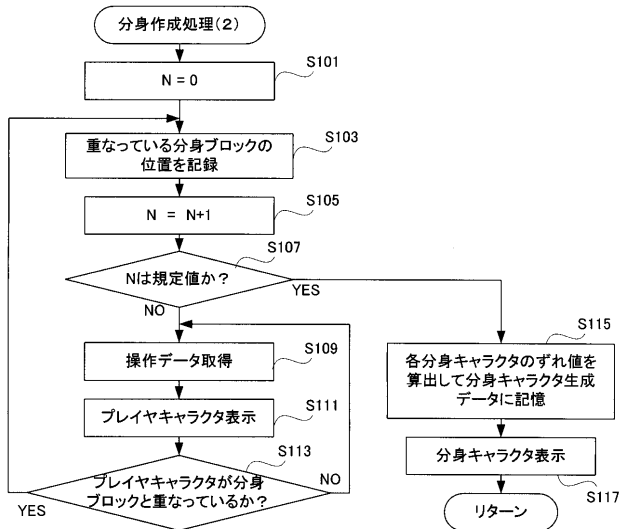 分身作成処理(2)
N = 0
S101
重なっている分身ブロックの
位置を記録
S103
N = N+1
S105
Nは規定値か?
S107
YES
NO
操作データ取得
S109
プレイヤキャラクタ表示
S111
プレイヤキャラクタが分身
ブロックと重なっているか?
S113
NO
YES
各分身キャラクタのずれ値を
算出して分身キャラクタ生成
データに記憶
S115
分身キャラクタ表示
S117
リターン